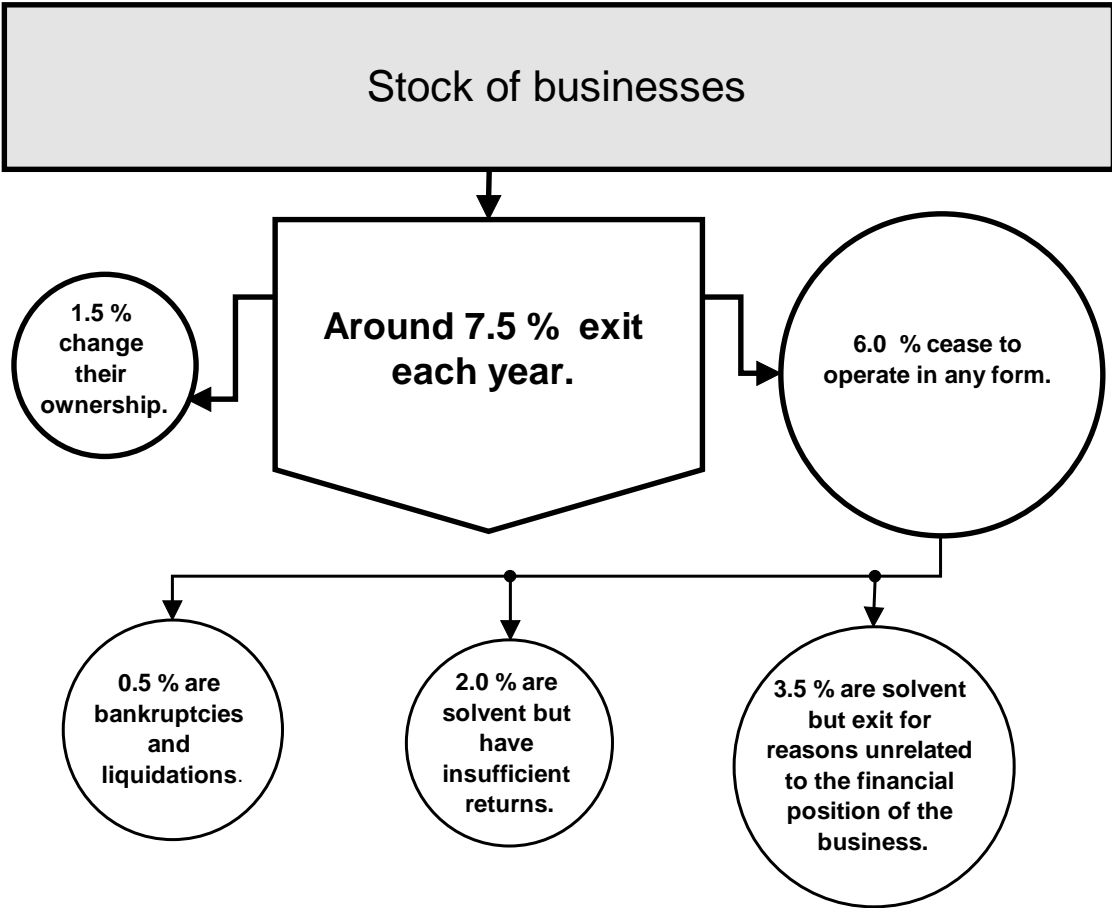 Stock of businesses
Around 7.5 % exit
each year.
1.5 %
change
their
ownership.
6.0 % cease to
operate in any form.
0.5 % are
bankruptcies
and
liquidations.
2.0 % are
solvent but
have
insufficient
returns.
3.5 % are solvent
but exit for
reasons unrelated
to the financial
position of the
business.